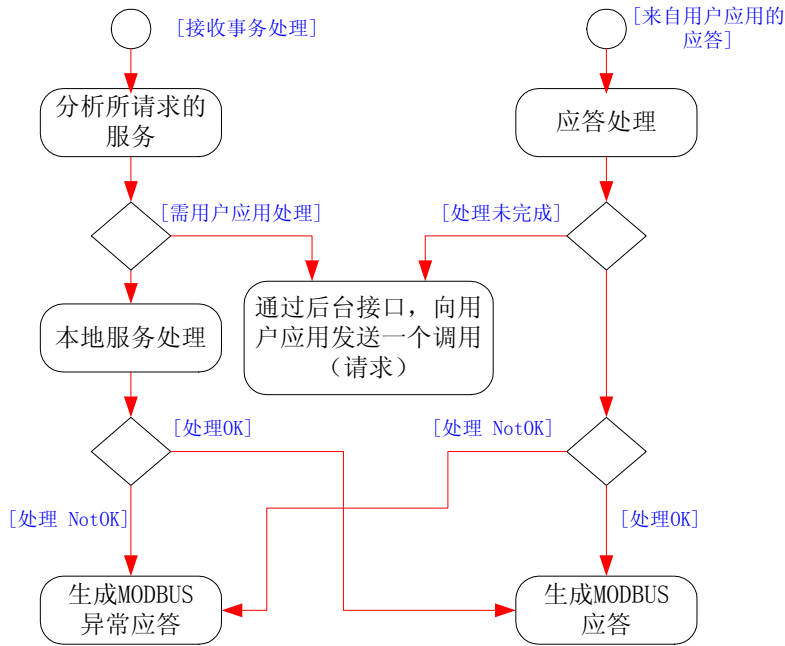 [接收事务处理]
[来自用户应用的
应答]
分析所请求的
服务
应答处理
[需用户应用处理]
[处理未完成]
通过后台接口，向用
户应用发送一个调用
（请求）
本地服务处理
[处理OK]
[处理 NotOK]
[处理 NotOK]
[处理OK]
生成MODBUS
异常应答
生成MODBUS
应答